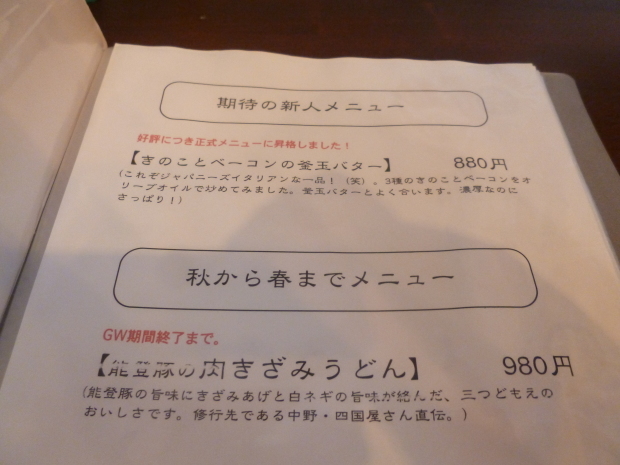 期待の新人メニュー
好評につき正式メニューに昇格しました！
【きのことベーコンの釜玉バター】 880円
(これぞジャパニーズイタリアンな一品！（笑）。3種のきのことベーコンをオ
リーブオイルで炒めてみました。釜玉バターとよく合います。濃厚なのに
さっぱり！)
秋から春までメニュー
GW期間終了まで。
【能登豚の肉きざみうどん】 980円
(能登豚の旨味にきざみあげと白ネギの旨味が絡んだ、三つどもえの
おいしさです。修行先である中野・四国屋さん直伝。)